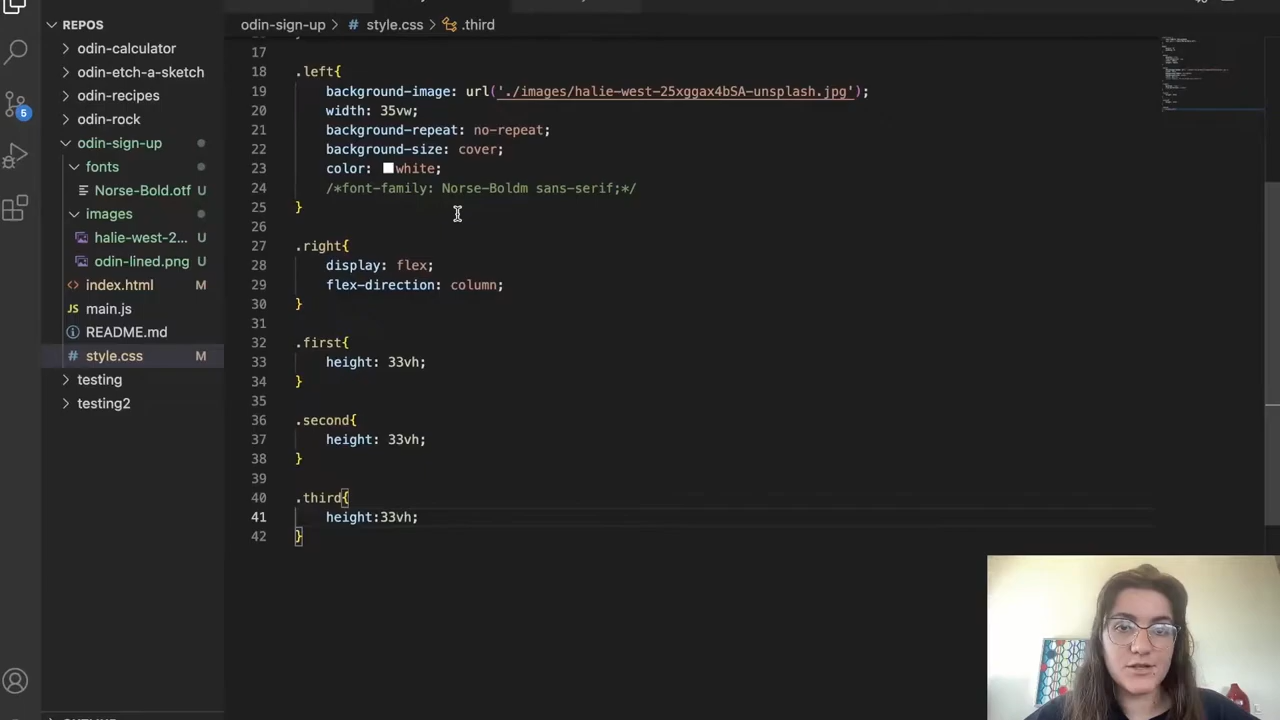 REPOS
odin-calculator
odin-etch-a-sketch
odin-recipes
odin-rock
odin-sign-up
fonts
Norse-Bold.otf U
images
halie-west-2... U
odin-lined.png U
index.html M
main.js
README.md
style.css M
testing
testing2
5
odin-sign-up > # style.css > .third
17
18 .left{
19 background-image: url('./images/halie-west-25xggax4bSA-unsplash.jpg');
20 width: 35vw;
21 background-repeat: no-repeat;
22 background-size: cover;
23 color: white;
24 /*font-family: Norse-Boldm sans-serif;*/
25 }
26
27 .right{
28 display: flex;
29 flex-direction: column;
30 }
31
32 .first{
33 height: 33vh;
34 }
35
36 .second{
37 height: 33vh;
38 }
39
40 .third{
41 height:33vh;
42 }